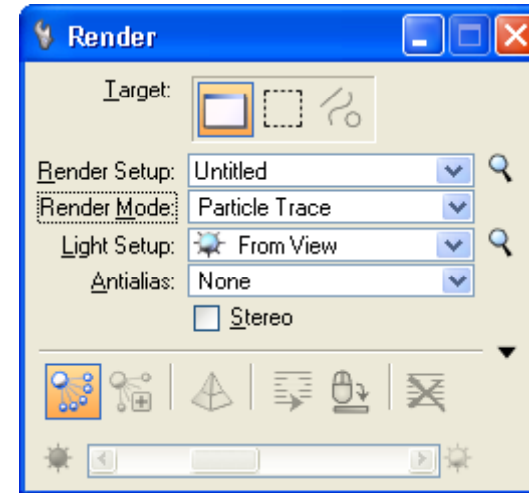 Render
Target:
Render Setup: Untitled
Render Mode: Particle Trace
Light Setup: From View
Antialias: None
Stereo